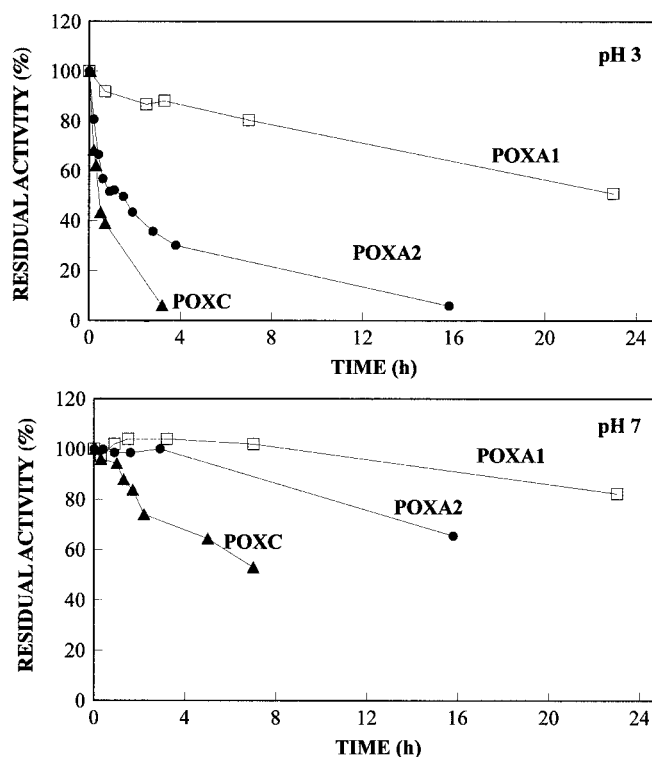 120
pH 3
100
80
POXA1
60
40
POXA2
20
POXC
0
0 4 8 12 16 20 24
RESIDUAL ACTIVITY (%)
TIME (h)
120
pH 7
100
POXA1
80
POXA2
POXC
60
40
20
0
0 4 8 12 16 20 24
RESIDUAL ACTIVITY (%)
TIME (h)